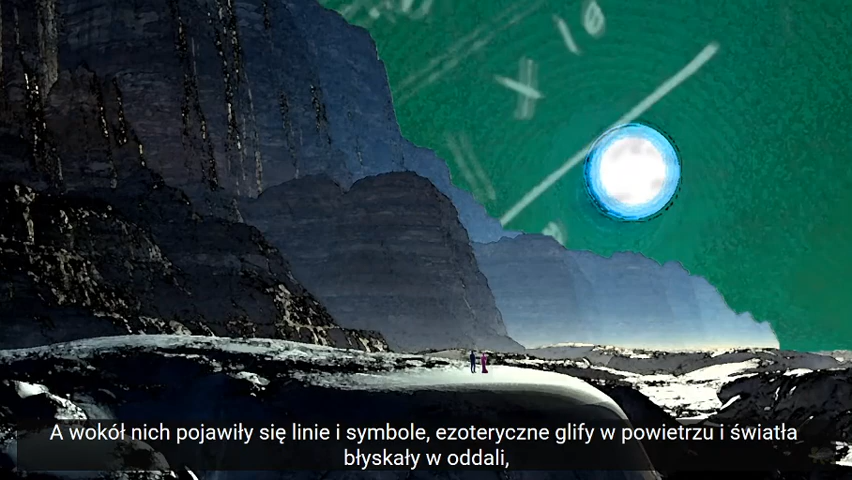 A wokół nich pojawiły się linie i symbole, ezoteryczne glify w powietrzu i światła
błyskały w oddali,